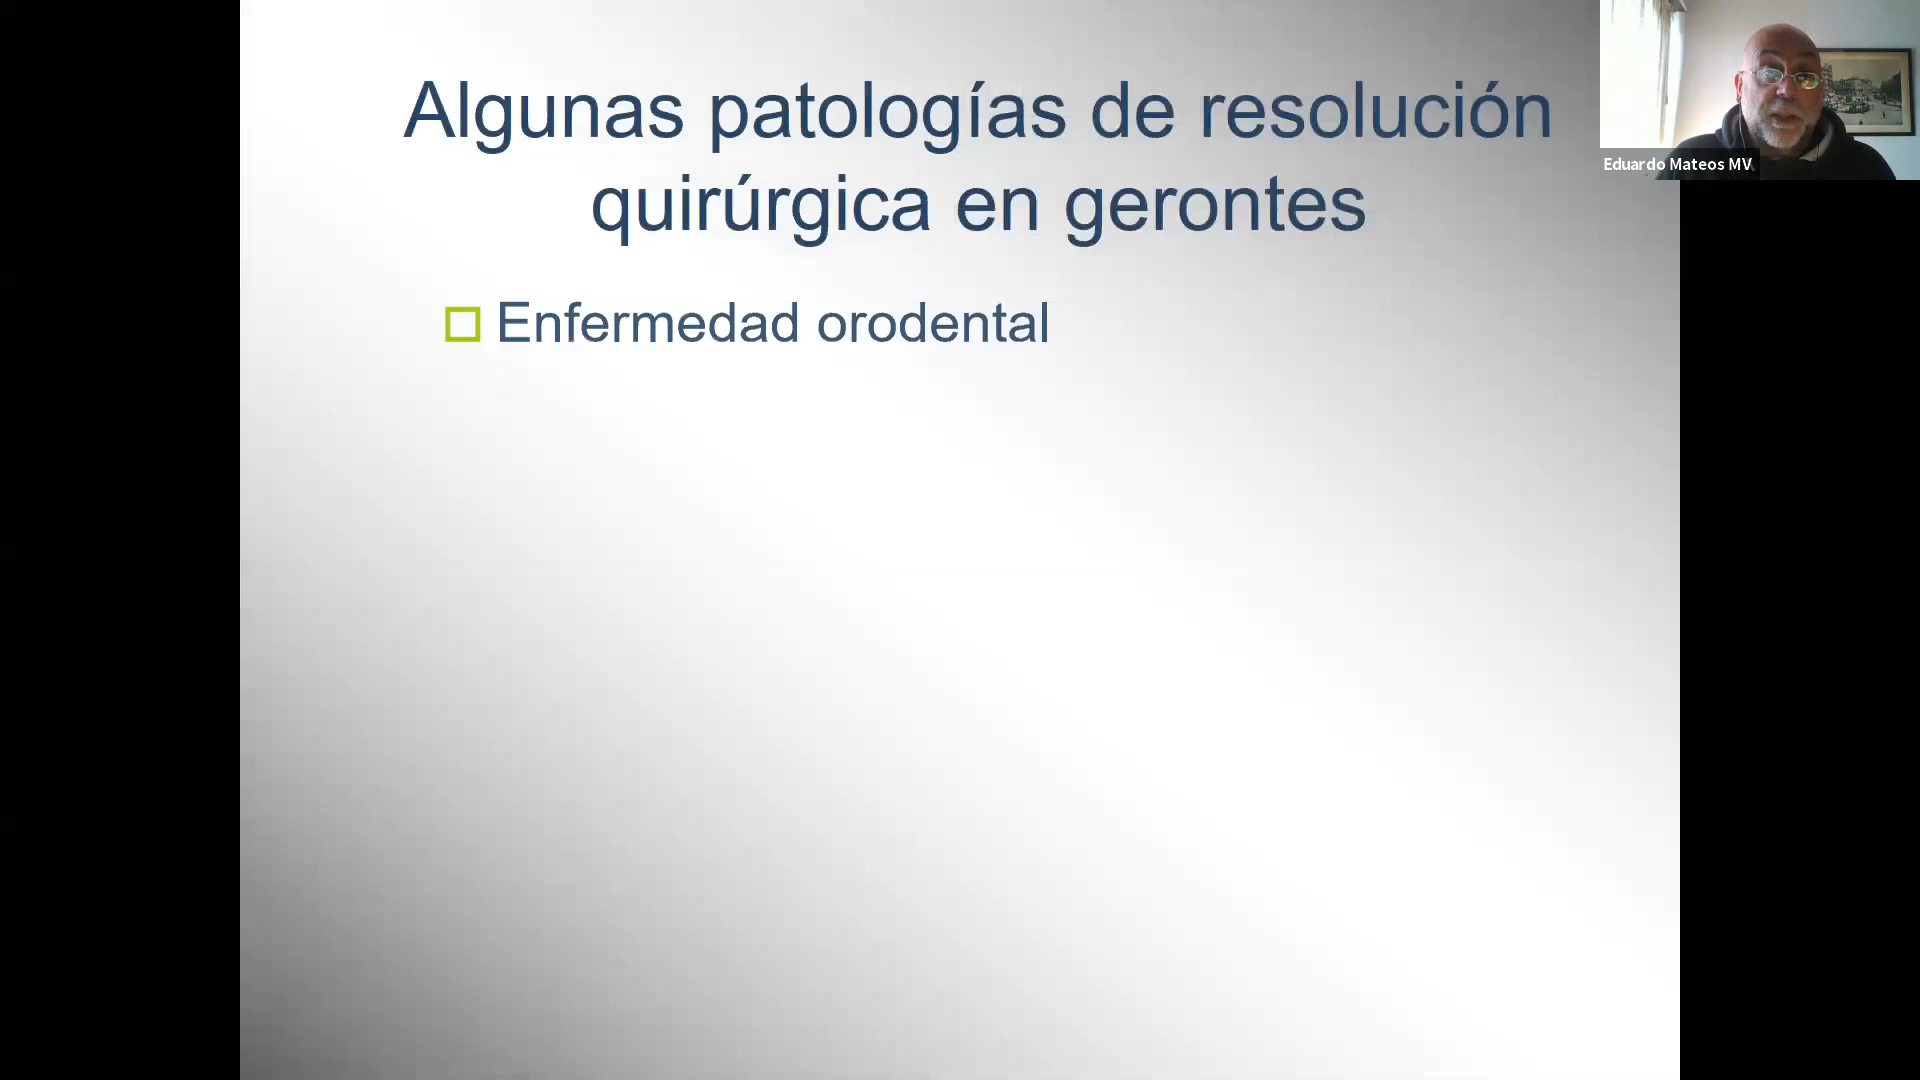 Algunas patologías de resolución
quirúrgica en gerontes
Enfermedad orodental
Eduardo Mateos MV